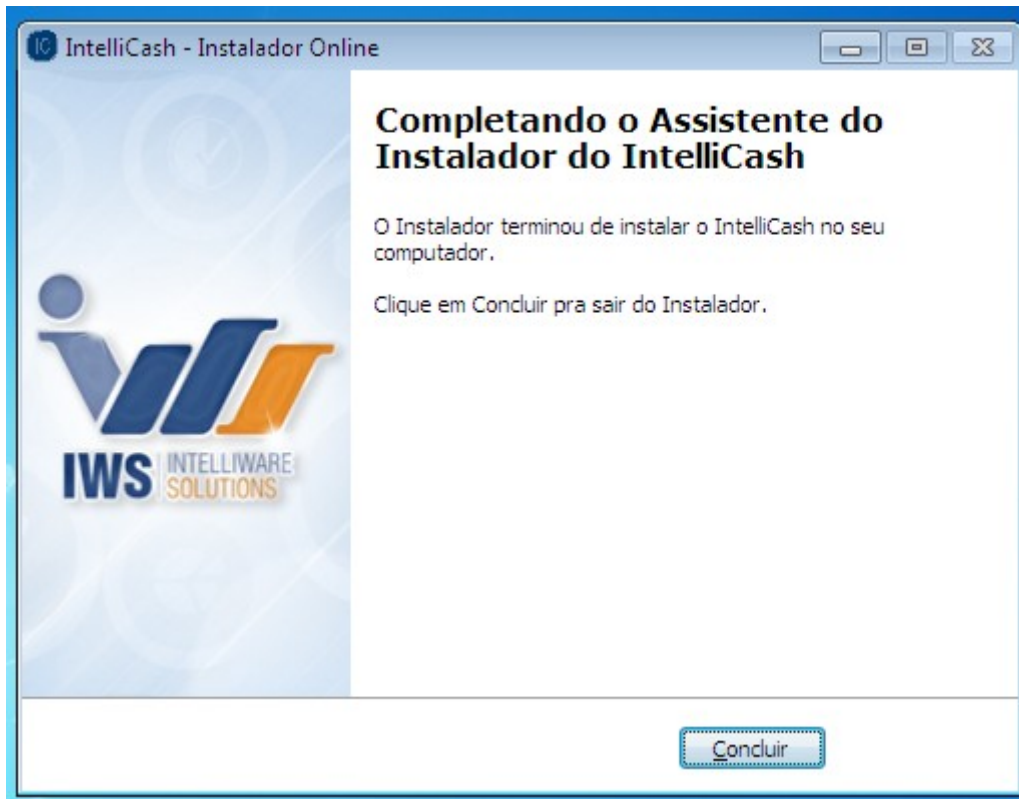 IC IntelliCash - Instalador Online
Completando o Assistente do
Instalador do IntelliCash
O Instalador terminou de instalar o IntelliCash no seu
computador.
Clique em Concluir pra sair do Instalador.
IWS INTELLIWARE
SOLUTIONS
Concluir